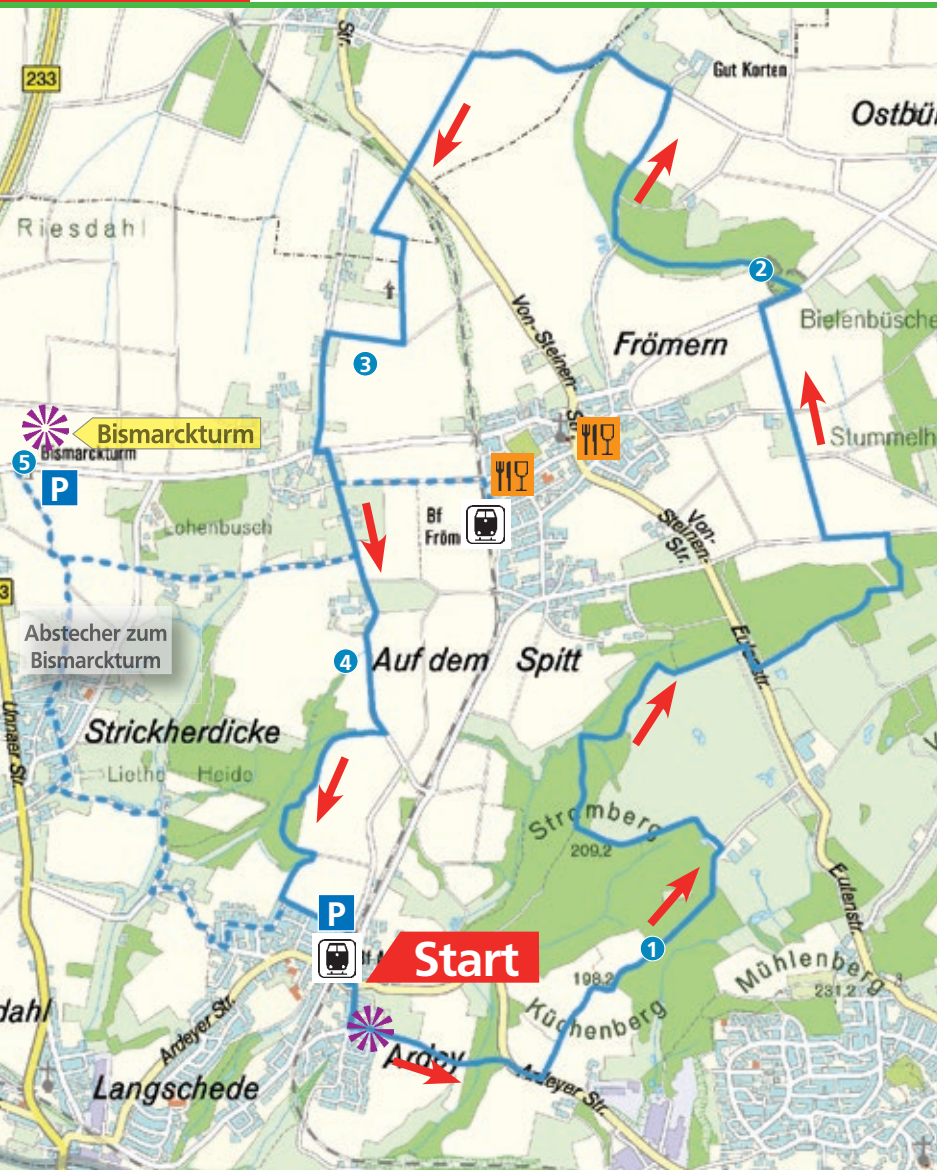 Str.
233
Gut Korten
Ostbü
Riesdahl
2
Von-Steinen-
Str.
Bielenbüsche
Frömern
3
Bismarckturm
Bismarckturm
5
P
Stummelh
Lohenbusch
Bf
Fröm
Von-
Steinen-
Str.
3
Abstecher zum
Bismarckturm
4
Auf dem Spitt
Eulenstr.
Strickherdicke
Unnaer Str.
Liethe Heide
Stromberg
209.2
Eulenstr.
P
1
Start
Bf A
198.2
Mühlenberg
231.2
Küchenberg
dahl
Ardeyer Str.
Ardey
Ardeyer Str.
Langschede